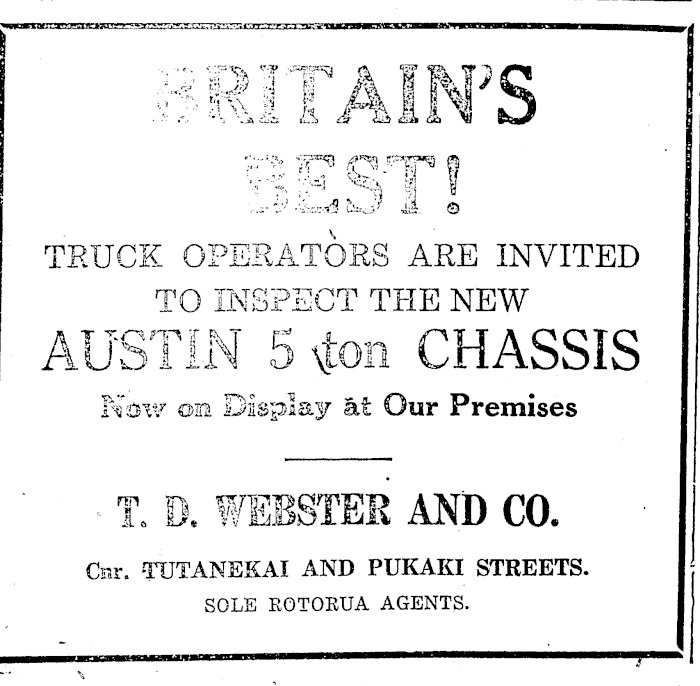 BRITAIN'S
BEST!
TRUCK OPERATORS ARE INVITED
TO INSPECT THE NEW
AUSTIN 5 ton CHASSIS
Now on Display at Our Premises
T. D. WEBSTER AND CO.
Cnr. TUTANEKAI AND PUKAKI STREETS.
SOLE ROTORUA AGENTS.